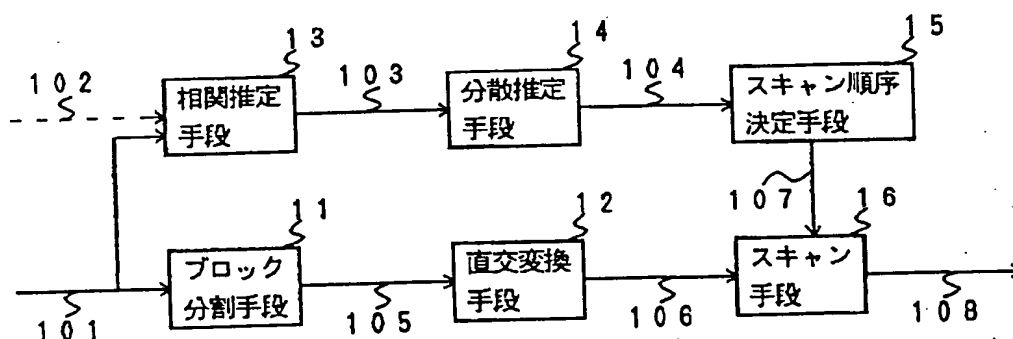 13
14
15
102
103
104
相関推定
手段
分散推定
手段
スキャン順序
決定手段
107
11
12
16
ブロック
分割手段
直交変換
手段
スキャン
手段
101
105
106
108